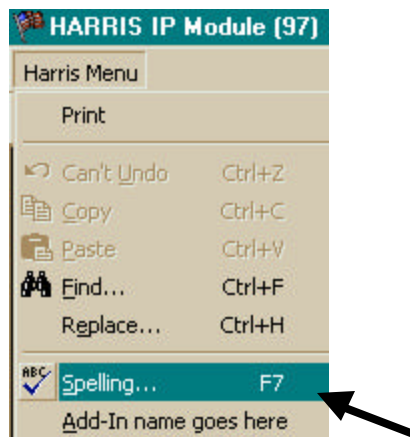 HARRIS IP Module (97)
Harris Menu
Print
Can't Undo Ctrl+Z
Copy Ctrl+C
Paste Ctrl+V
Find... Ctrl+F
Replace... Ctrl+H
ABC Spelling... F7
Add-In name goes here